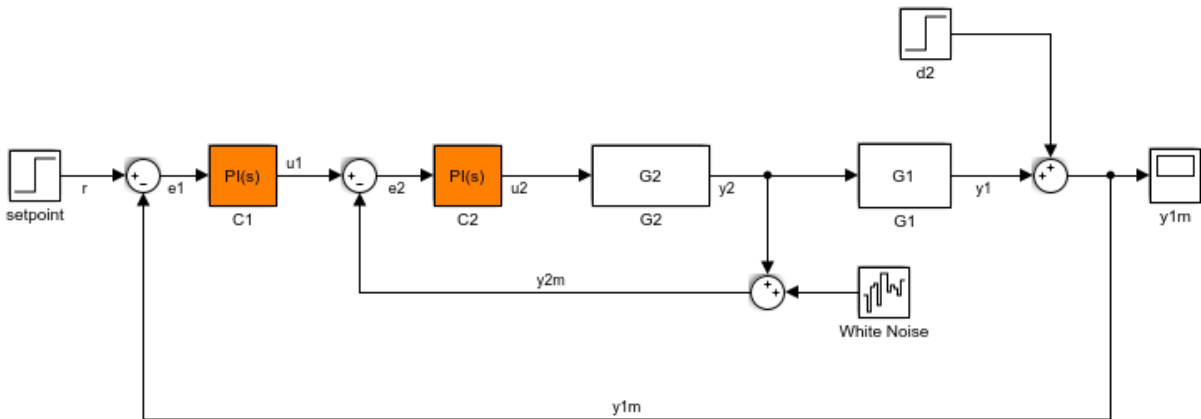 d2
setpoint
r
+
−
e1
PI(s)
C1
u1
+
−
e2
PI(s)
C2
u2
G2
G2
y2
G1
G1
y1
+
+
y1m
y2m
+
+
White Noise
y1m